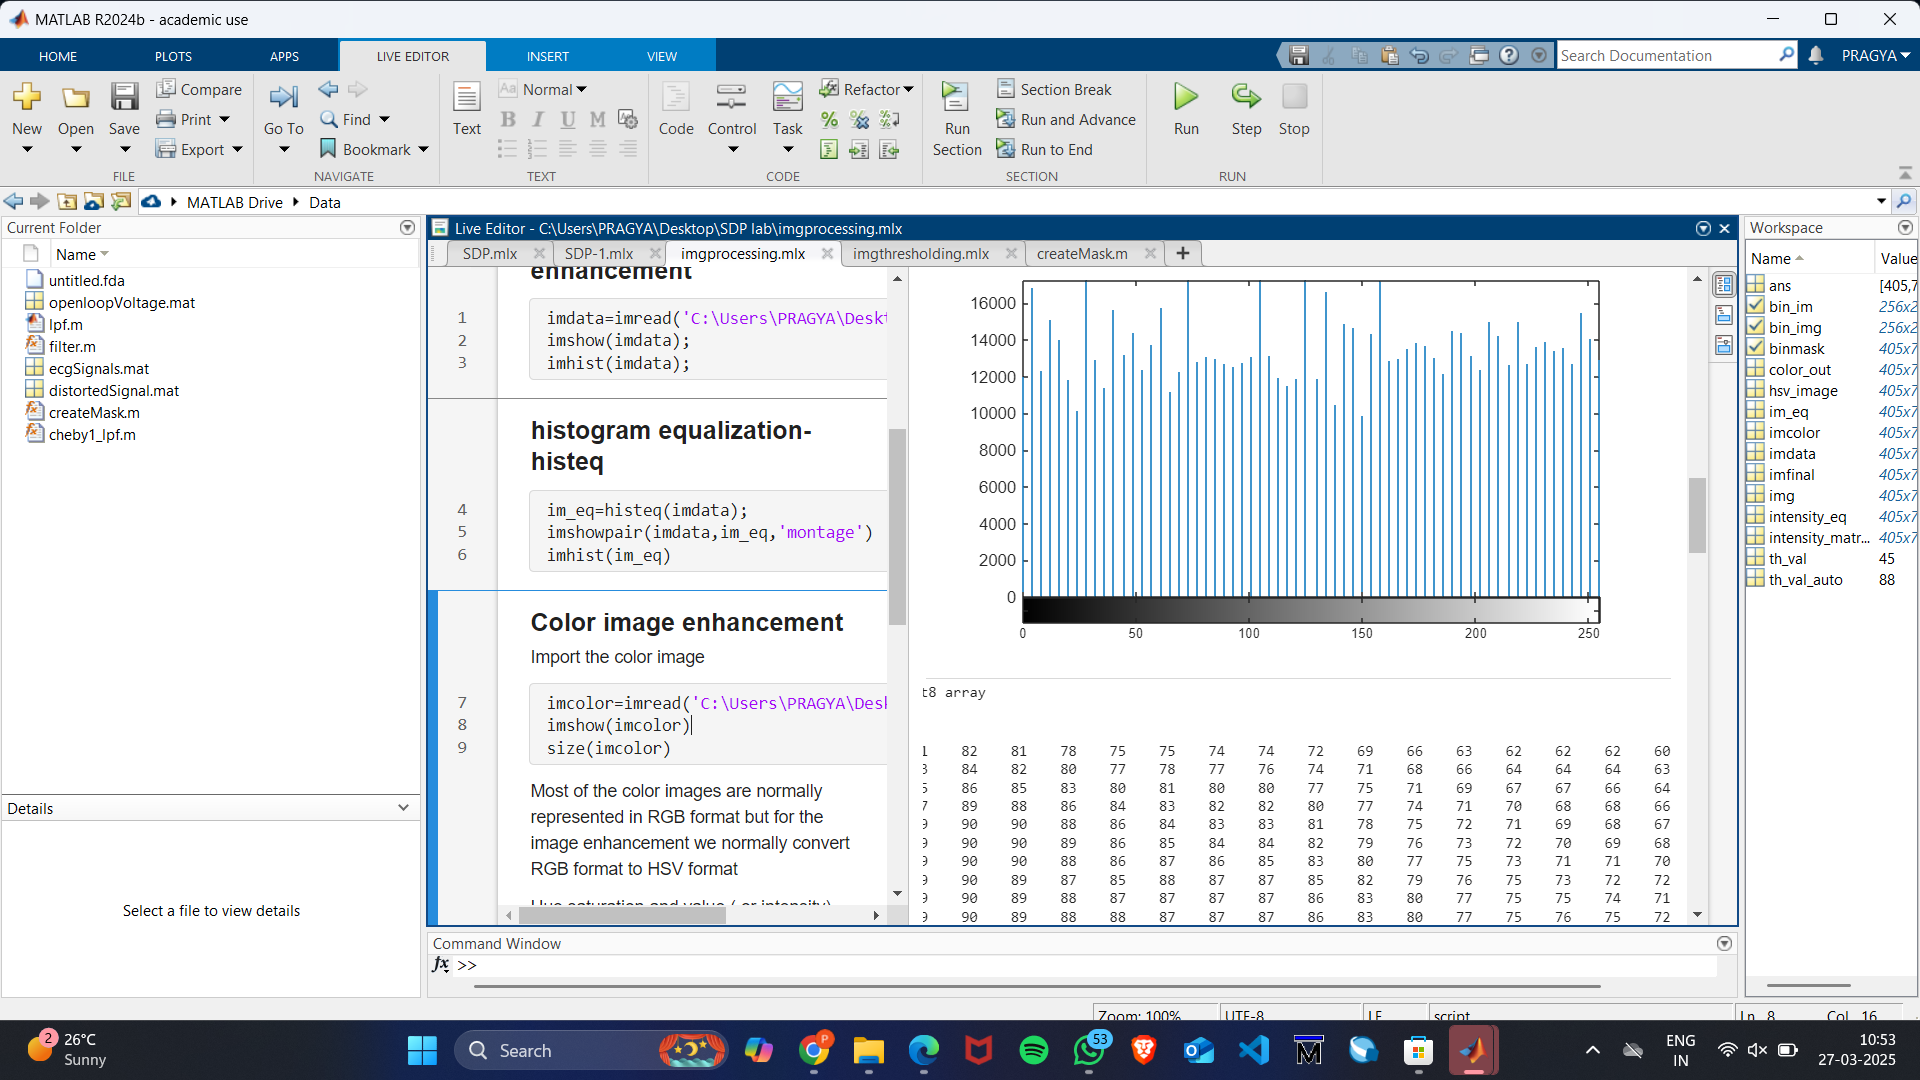 MATLAB R2024b - academic use
HOME PLOTS APPS LIVE EDITOR INSERT VIEW
Search Documentation PRAGYA
New Open Save Compare Print Export
FILE
Go To Find Bookmark
NAVIGATE
Text Aa Normal B I U M
TEXT
Code Control Task Refactor
CODE
Run Section Section Break Run and Advance Run to End
SECTION
Run Step Stop
RUN
MATLAB Drive Data
Current Folder
Name
untitled.fda
openloopVoltage.mat
lpf.m
filter.m
ecgSignals.mat
distortedSignal.mat
createMask.m
cheby1_lpf.m
Details
Select a file to view details
Live Editor - C:\Users\PRAGYA\Desktop\SDP lab\imgprocessing.mlx
SDP.mlx SDP-1.mlx imgprocessing.mlx imgthresholding.mlx createMask.m
enhancement
1 imdata=imread('C:\Users\PRAGYA\Deskt
2 imshow(imdata);
3 imhist(imdata);
histogram equalization-
histeq
4 im_eq=histeq(imdata);
5 imshowpair(imdata,im_eq,'montage')
6 imhist(im_eq)
Color image enhancement
Import the color image
7 imcolor=imread('C:\Users\PRAGYA\Desk
8 imshow(imcolor)
9 size(imcolor)
Most of the color images are normally
represented in RGB format but for the
image enhancement we normally convert
RGB format to HSV format
16000
14000
12000
10000
8000
6000
4000
2000
0
0 50 100 150 200 250
t8 array
1 82 81 78 75 75 74 74 72 69 66 63 62 62 62 60
3 84 82 80 77 78 77 76 74 71 68 66 64 64 64 63
5 86 85 83 80 81 80 80 77 75 71 69 67 67 66 64
7 89 88 86 84 83 82 82 80 77 74 71 70 68 68 66
9 90 90 88 86 84 83 83 81 78 75 72 71 69 68 67
9 90 90 89 86 85 84 84 82 79 76 73 72 70 69 68
9 90 90 88 86 87 86 85 83 80 77 75 73 71 71 70
9 90 89 87 85 88 87 87 85 82 79 76 75 73 72 72
9 90 89 88 87 87 87 87 86 83 80 77 75 75 74 71
9 90 89 88 88 87 87 87 86 83 80 77 75 76 75 72
Command Window
fx >>
Workspace
Name Value
ans [405,7
bin_im 256x2
bin_img 256x2
binmask 405x7
color_out 405x7
hsv_image 405x7
im_eq 405x7
imcolor 405x7
imdata 405x7
imfinal 405x7
img 405x7
intensity_eq 405x7
intensity_matr... 405x7
th_val 45
th_val_auto 88
Zoom: 100% UTF-8 LF script Ln 8 Col 16
2
26°C
Sunny
Search
P
53
ENG
IN
10:53
27-03-2025